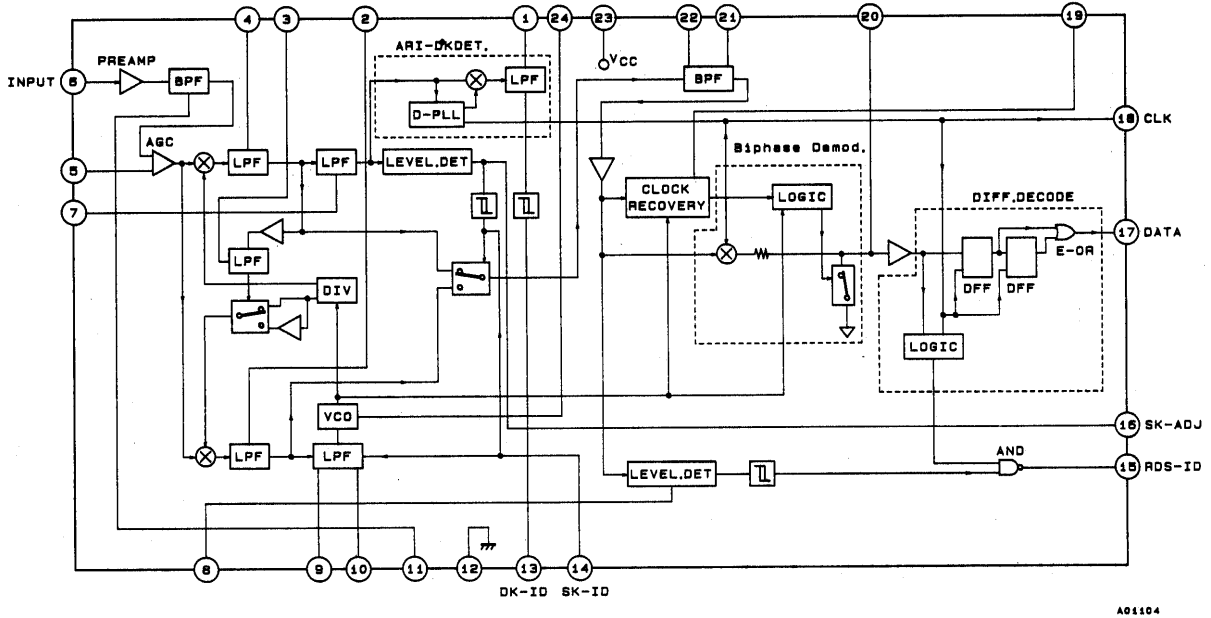 4 3 2 1 24 23 22 21 20 19
ARI-DKDET.
VCC
PREAMP
INPUT 6
BPF
LPF
BPF
D-PLL
18 CLK
AGC
Biphase Demod.
5
LPF
LPF
LEVEL.DET
CLOCK
RECOVERY
LOGIC
DIFF.DECODE
7
17 DATA
E-OR
LPF
DIV
DFF DFF
LOGIC
VCO
16 SK-ADJ
LPF
LPF
AND
15 RDS-ID
LEVEL.DET
8 9 10 11 12 13 14
DK-ID SK-ID
A01104